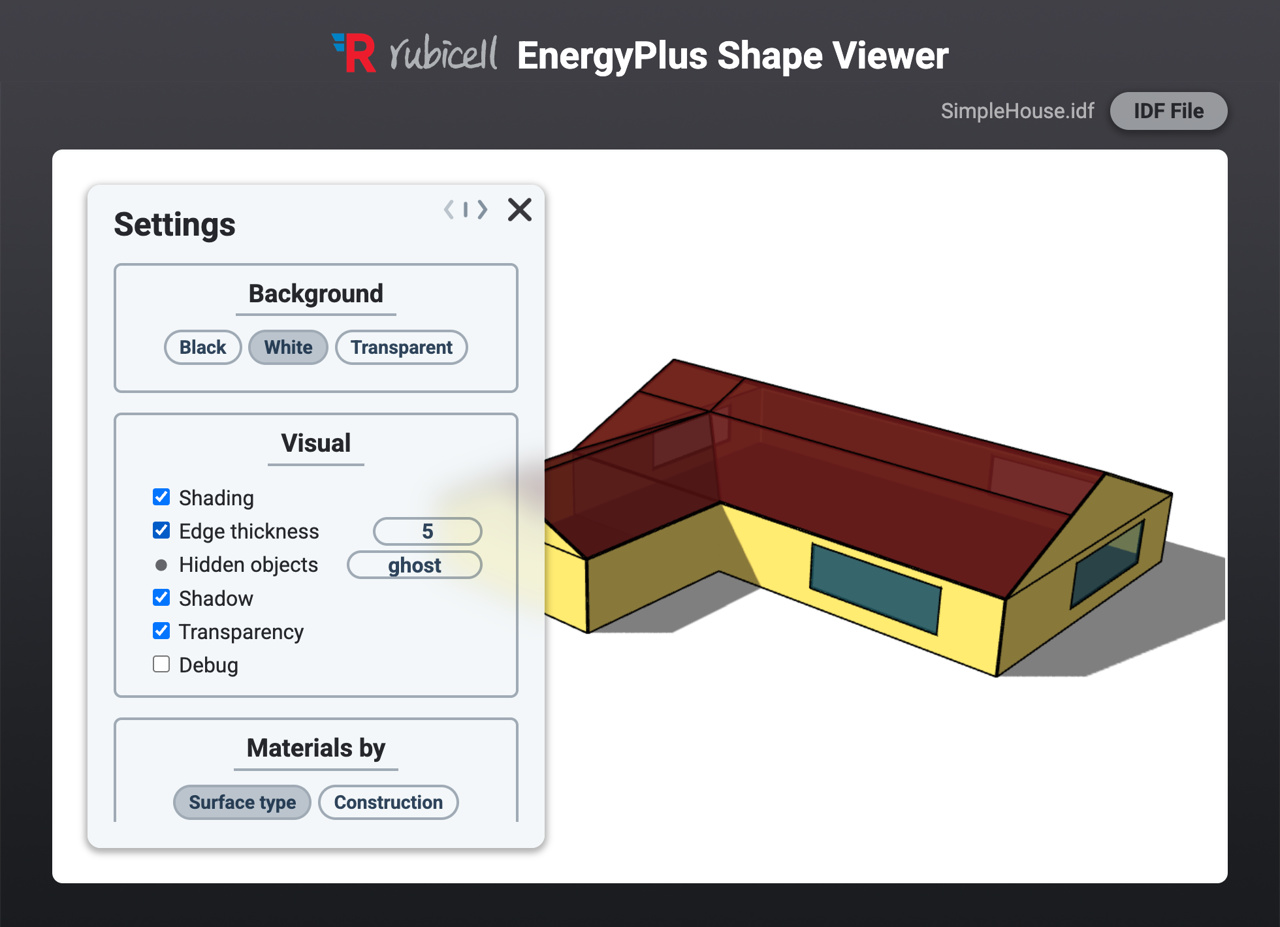 R rubicell EnergyPlus Shape Viewer
SimpleHouse.idf IDF File
Settings
Background
Black White Transparent
Visual
Shading
Edge thickness 5
Hidden objects ghost
Shadow
Transparency
Debug
Materials by
Surface type Construction